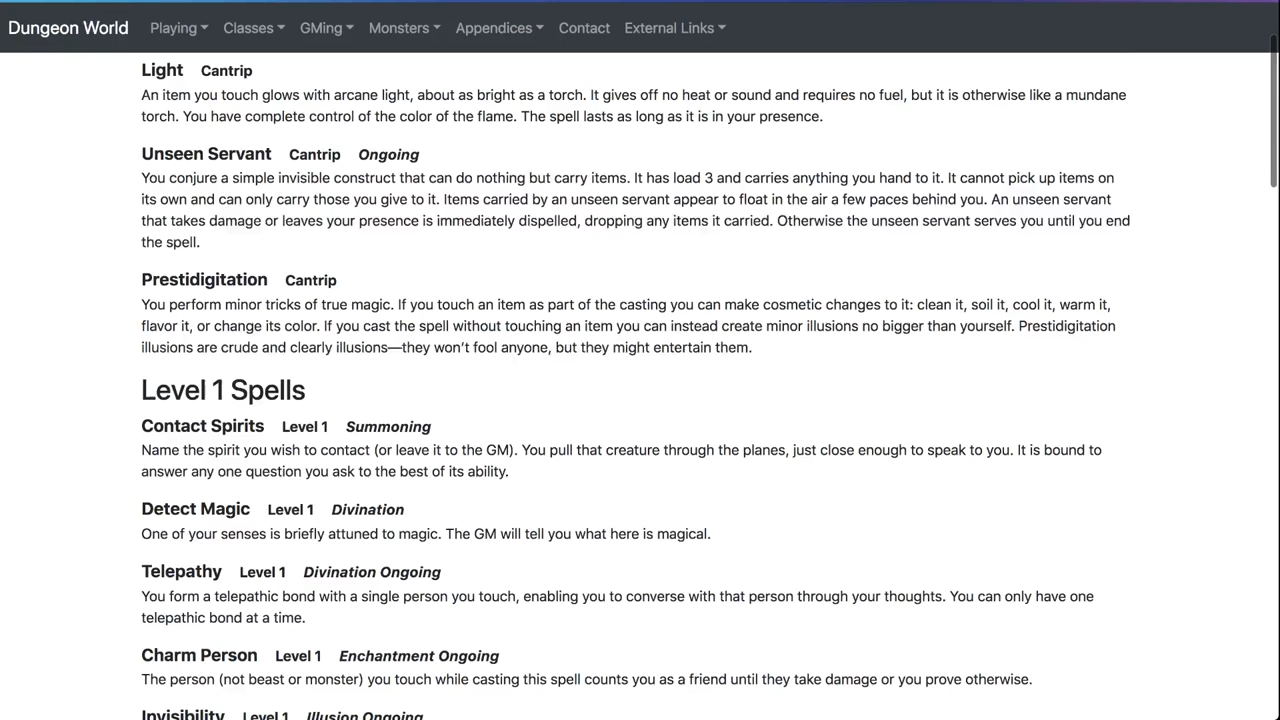 Dungeon World Playing Classes GMing Monsters Appendices Contact External Links
Light Cantrip
An item you touch glows with arcane light, about as bright as a torch. It gives off no heat or sound and requires no fuel, but it is otherwise like a mundane
torch. You have complete control of the color of the flame. The spell lasts as long as it is in your presence.
Unseen Servant Cantrip Ongoing
You conjure a simple invisible construct that can do nothing but carry items. It has load 3 and carries anything you hand to it. It cannot pick up items on
its own and can only carry those you give to it. Items carried by an unseen servant appear to float in the air a few paces behind you. An unseen servant
that takes damage or leaves your presence is immediately dispelled, dropping any items it carried. Otherwise the unseen servant serves you until you end
the spell.
Prestidigitation Cantrip
You perform minor tricks of true magic. If you touch an item as part of the casting you can make cosmetic changes to it: clean it, soil it, cool it, warm it,
flavor it, or change its color. If you cast the spell without touching an item you can instead create minor illusions no bigger than yourself. Prestidigitation
illusions are crude and clearly illusions—they won’t fool anyone, but they might entertain them.
Level 1 Spells
Contact Spirits Level 1 Summoning
Name the spirit you wish to contact (or leave it to the GM). You pull that creature through the planes, just close enough to speak to you. It is bound to
answer any one question you ask to the best of its ability.
Detect Magic Level 1 Divination
One of your senses is briefly attuned to magic. The GM will tell you what here is magical.
Telepathy Level 1 Divination Ongoing
You form a telepathic bond with a single person you touch, enabling you to converse with that person through your thoughts. You can only have one
telepathic bond at a time.
Charm Person Level 1 Enchantment Ongoing
The person (not beast or monster) you touch while casting this spell counts you as a friend until they take damage or you prove otherwise.
Invisibility Level 1 Illusion Ongoing